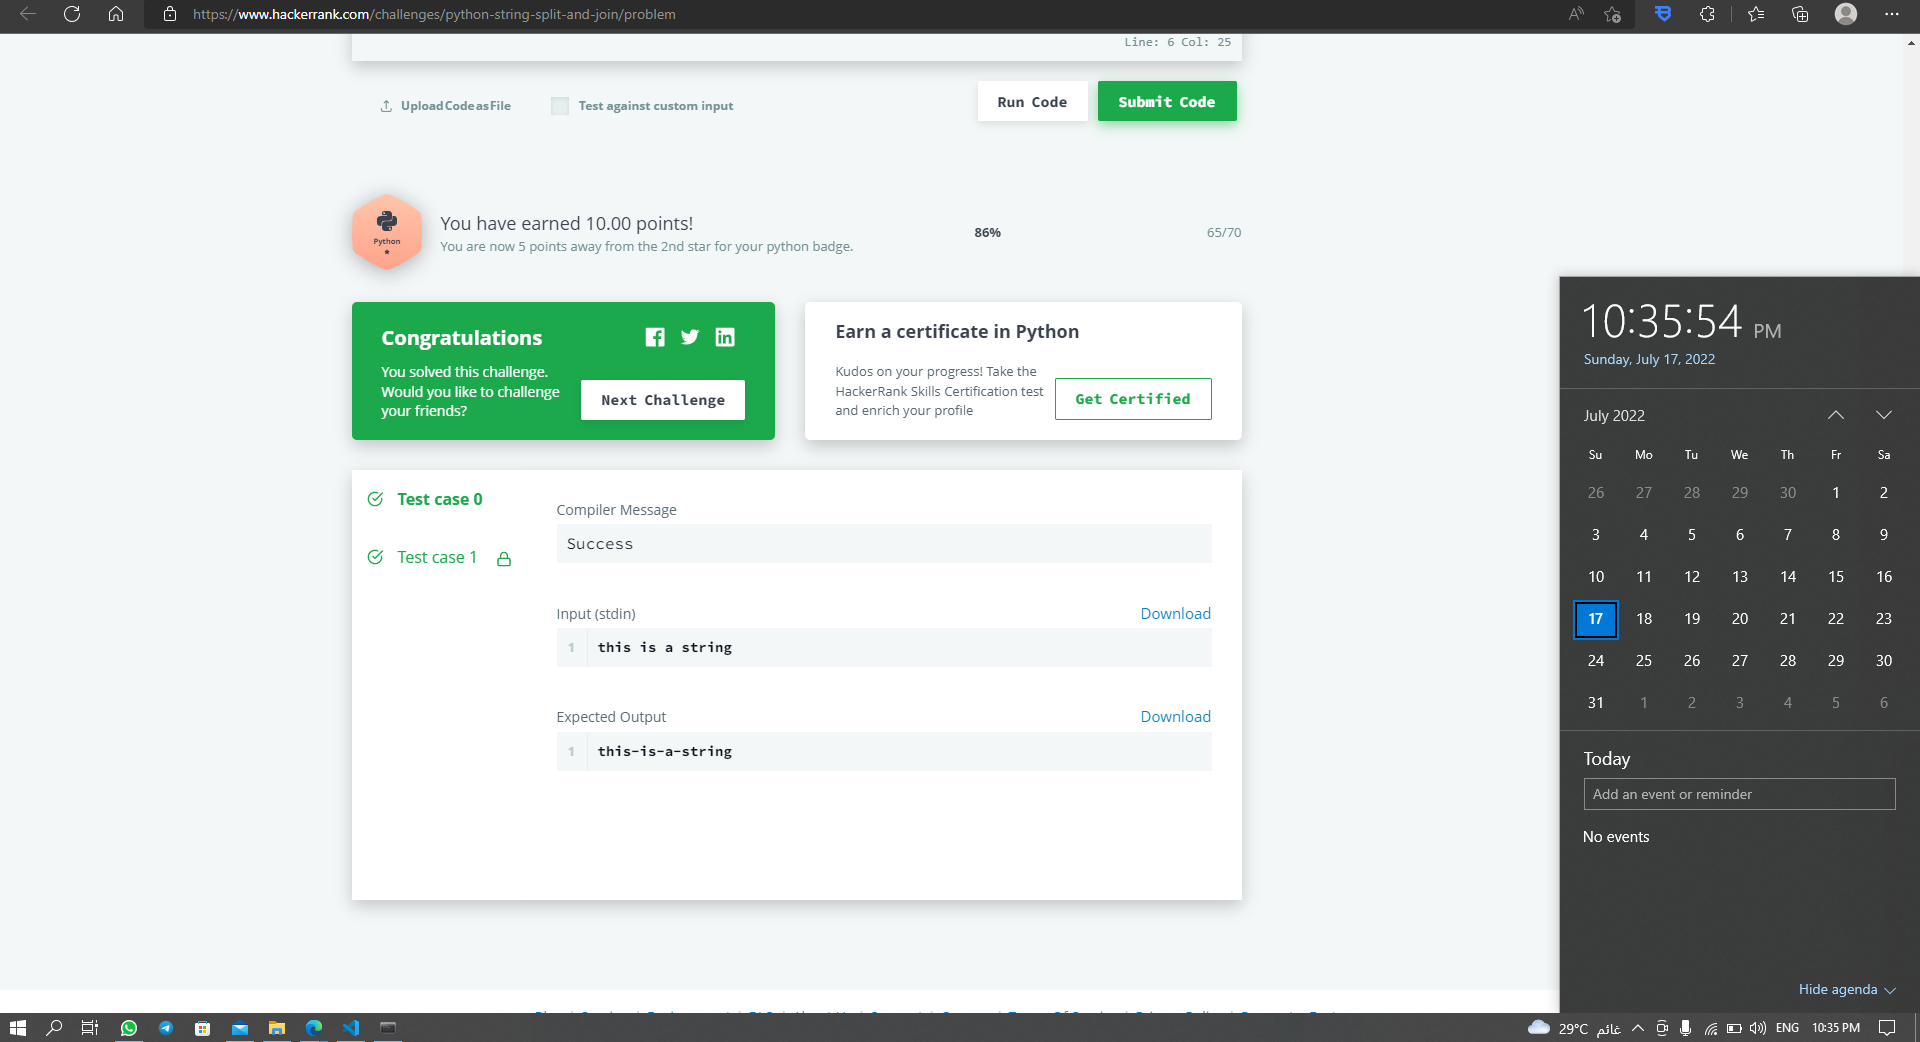 https://www.hackerrank.com/challenges/python-string-split-and-join/problem
Line: 6 Col: 25
Upload Code as File
Test against custom input
Run Code
Submit Code
Python
You have earned 10.00 points!
You are now 5 points away from the 2nd star for your python badge.
86%
65/70
Congratulations
You solved this challenge.
Would you like to challenge
your friends?
Next Challenge
Earn a certificate in Python
Kudos on your progress! Take the
HackerRank Skills Certification test
and enrich your profile
Get Certified
Test case 0
Test case 1
Compiler Message
Success
Input (stdin)
Download
1 this is a string
Expected Output
Download
1 this-is-a-string
10:35:54 PM
Sunday, July 17, 2022
July 2022
Su Mo Tu We Th Fr Sa
26 27 28 29 30 1 2
3 4 5 6 7 8 9
10 11 12 13 14 15 16
17 18 19 20 21 22 23
24 25 26 27 28 29 30
31 1 2 3 4 5 6
Today
Add an event or reminder
No events
Hide agenda
29°C غائم
ENG
10:35 PM